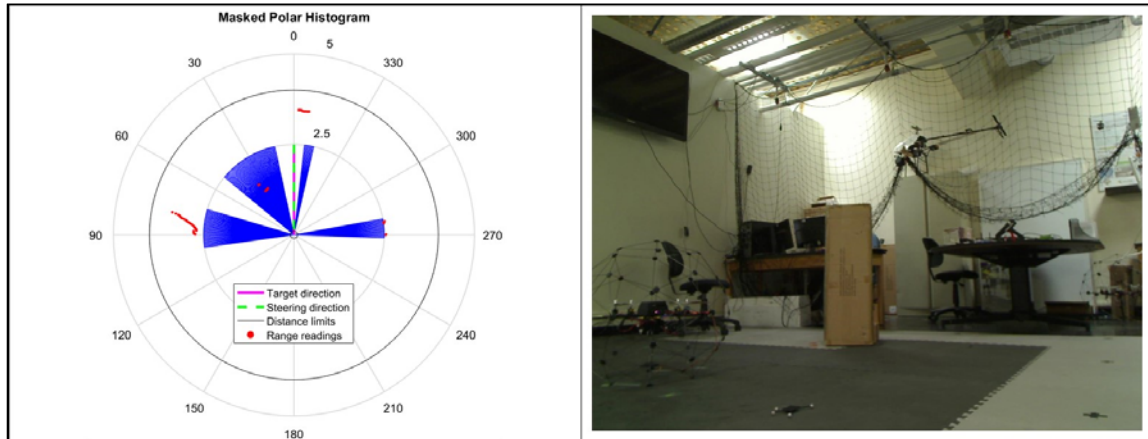 Masked Polar Histogram
0
5
30
330
60
2.5
300
90
270
Target direction
Steering direction
Distance limits
Range readings
120
240
150
210
180